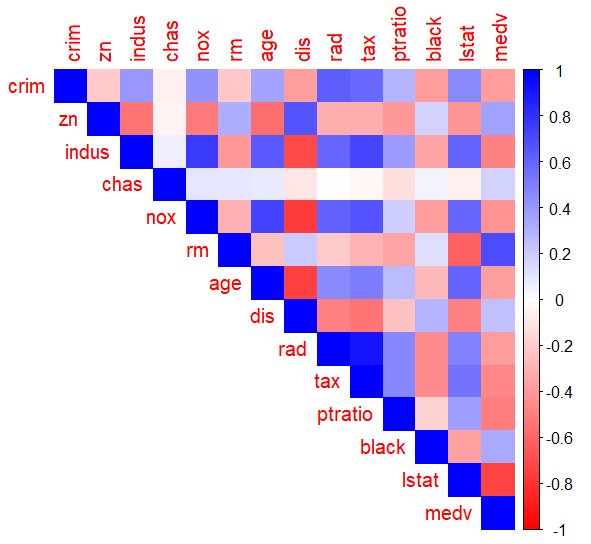 crim zn indus chas nox rm age dis rad tax ptratio black lstat medv
crim
zn
indus
chas
nox
rm
age
dis
rad
tax
ptratio
black
lstat
medv
1
0.8
0.6
0.4
0.2
0
-0.2
-0.4
-0.6
-0.8
-1